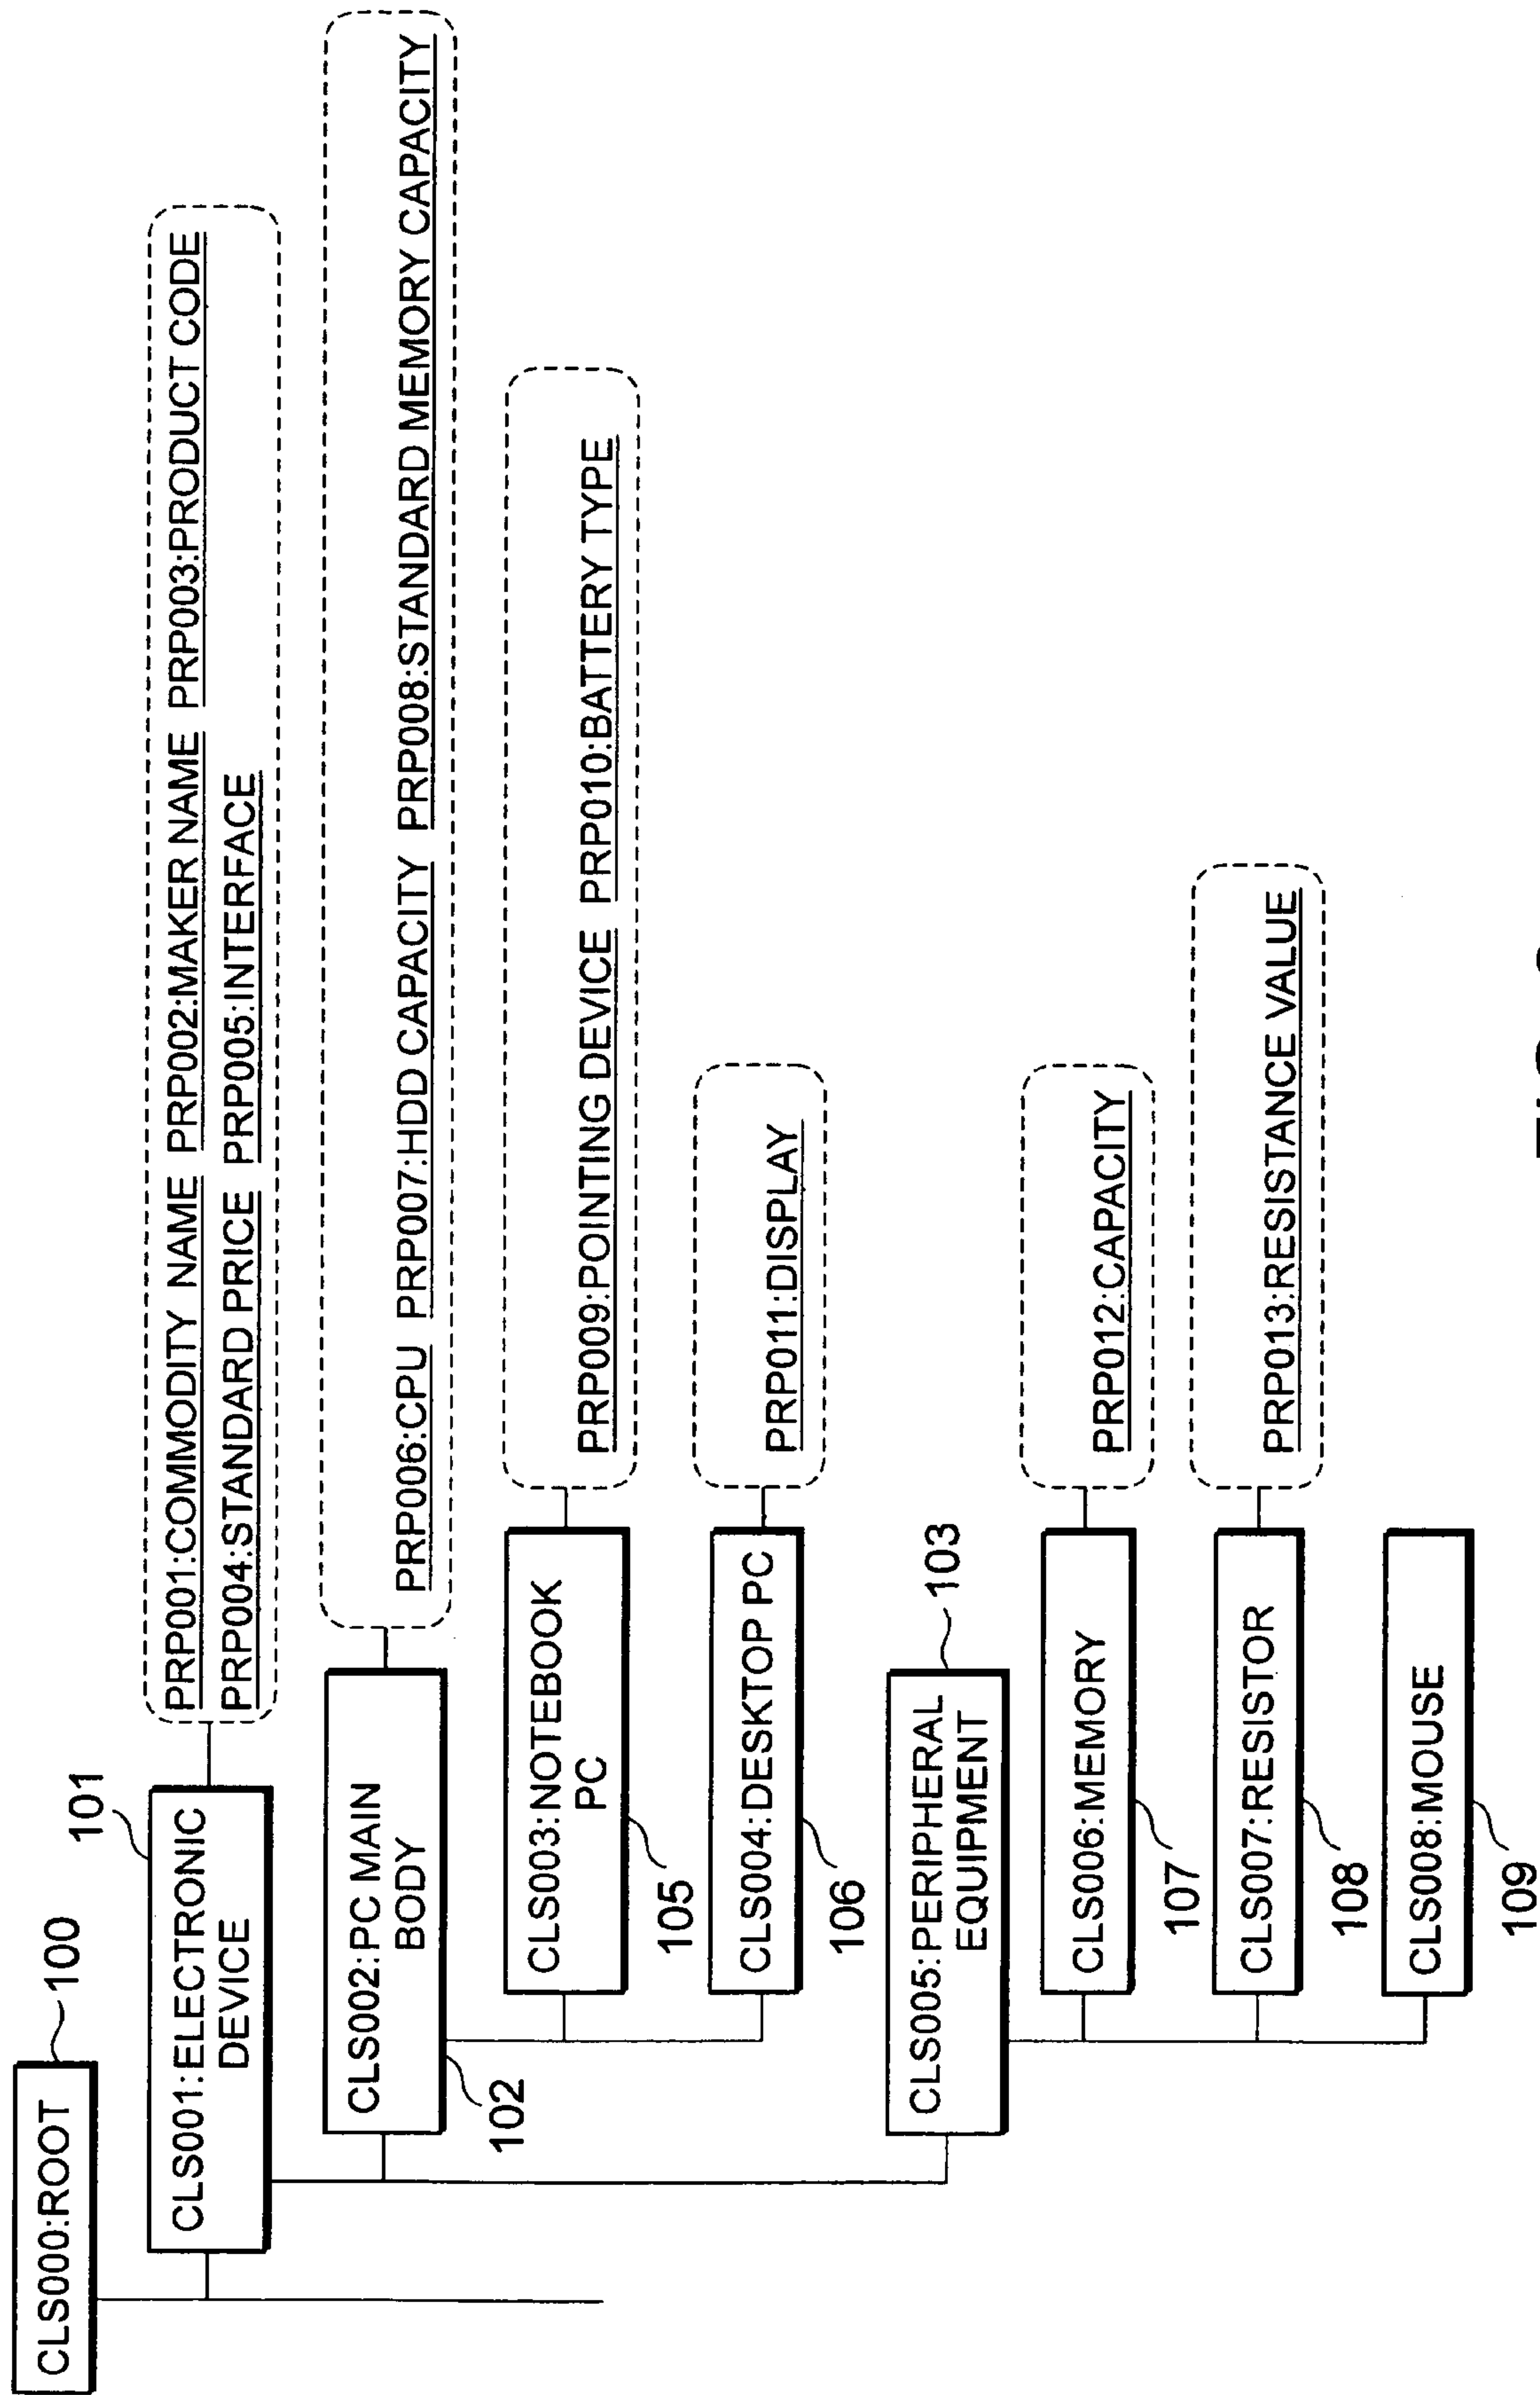 CLS000:ROOT
100
CLS001:ELECTRONIC
DEVICE
101
PRP001:COMMODITY NAME PRP002:MAKER NAME PRP003:PRODUCT CODE
PRP004:STANDARD PRICE PRP005:INTERFACE
CLS002:PC MAIN
BODY
102
PRP006:CPU PRP007:HDD CAPACITY PRP008:STANDARD MEMORY CAPACITY
CLS003:NOTEBOOK
PC
105
PRP009:POINTING DEVICE PRP010:BATTERY TYPE
CLS004:DESKTOP PC
106
PRP011:DISPLAY
CLS005:PERIPHERAL
EQUIPMENT
103
CLS006:MEMORY
107
PRP012:CAPACITY
CLS007:RESISTOR
108
PRP013:RESISTANCE VALUE
CLS008:MOUSE
109